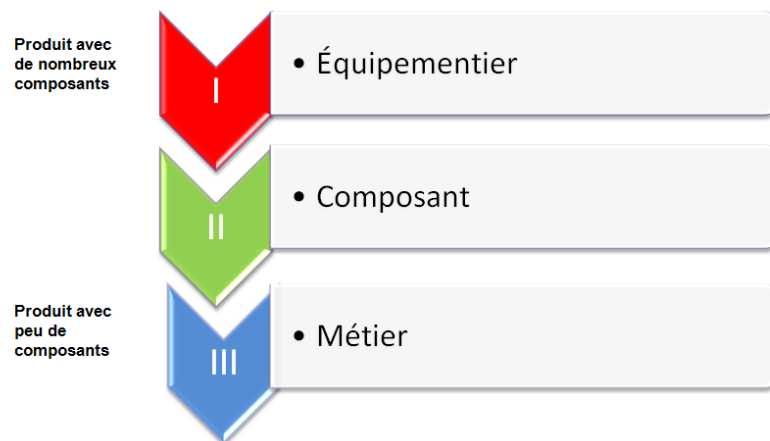 Produit avec
de nombreux
composants
I
• Équipementier
II
• Composant
Produit avec
peu de
composants
III
• Métier